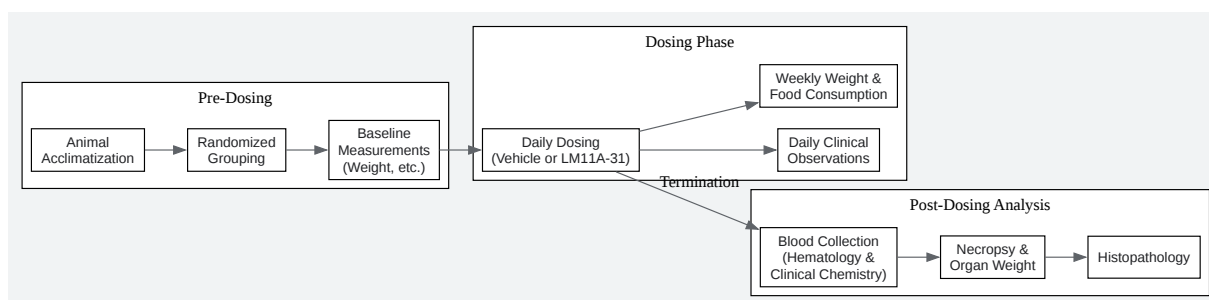 Pre-Dosing
Animal
Acclimatization
Randomized
Grouping
Baseline
Measurements
(Weight, etc.)
Dosing Phase
Daily Dosing
(Vehicle or LM11A-31)
Weekly Weight &
Food Consumption
Daily Clinical
Observations
Termination
Post-Dosing Analysis
Blood Collection
(Hematology &
Clinical Chemistry)
Necropsy &
Organ Weight
Histopathology